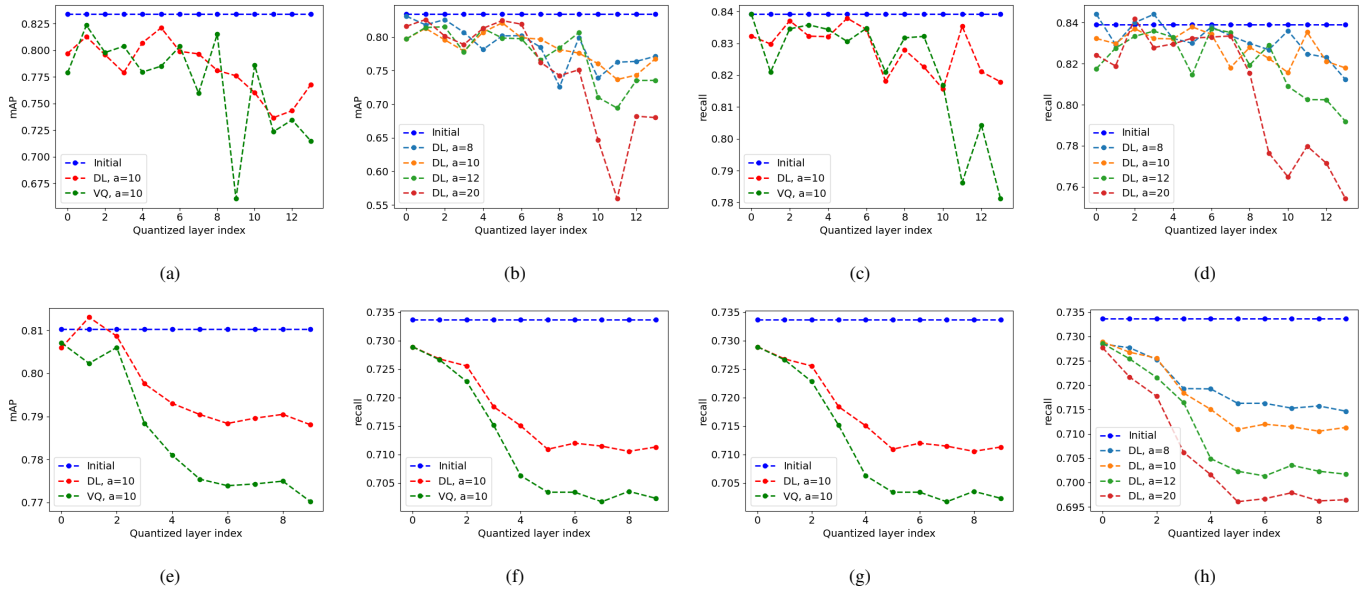 0.825
0.800
0.775
0.750
0.725
0.700
0.675
mAP
Initial
DL, a=10
VQ, a=10
0 2 4 6 8 10 12
Quantized layer index
(a)
0.80
0.75
0.70
0.65
0.60
0.55
mAP
Initial
DL, a=8
DL, a=10
DL, a=12
DL, a=20
0 2 4 6 8 10 12
Quantized layer index
(b)
0.84
0.83
0.82
0.81
0.80
0.79
0.78
recall
Initial
DL, a=10
VQ, a=10
0 2 4 6 8 10 12
Quantized layer index
(c)
0.84
0.82
0.80
0.78
0.76
recall
Initial
DL, a=8
DL, a=10
DL, a=12
DL, a=20
0 2 4 6 8 10 12
Quantized layer index
(d)
0.81
0.80
0.79
0.78
0.77
mAP
Initial
DL, a=10
VQ, a=10
0 2 4 6 8
Quantized layer index
(e)
0.735
0.730
0.725
0.720
0.715
0.710
0.705
recall
Initial
DL, a=10
VQ, a=10
0 2 4 6 8
Quantized layer index
(f)
0.735
0.730
0.725
0.720
0.715
0.710
0.705
recall
Initial
DL, a=10
VQ, a=10
0 2 4 6 8
Quantized layer index
(g)
0.735
0.730
0.725
0.720
0.715
0.710
0.705
0.700
0.695
recall
Initial
DL, a=8
DL, a=10
DL, a=12
DL, a=20
0 2 4 6 8
Quantized layer index
(h)